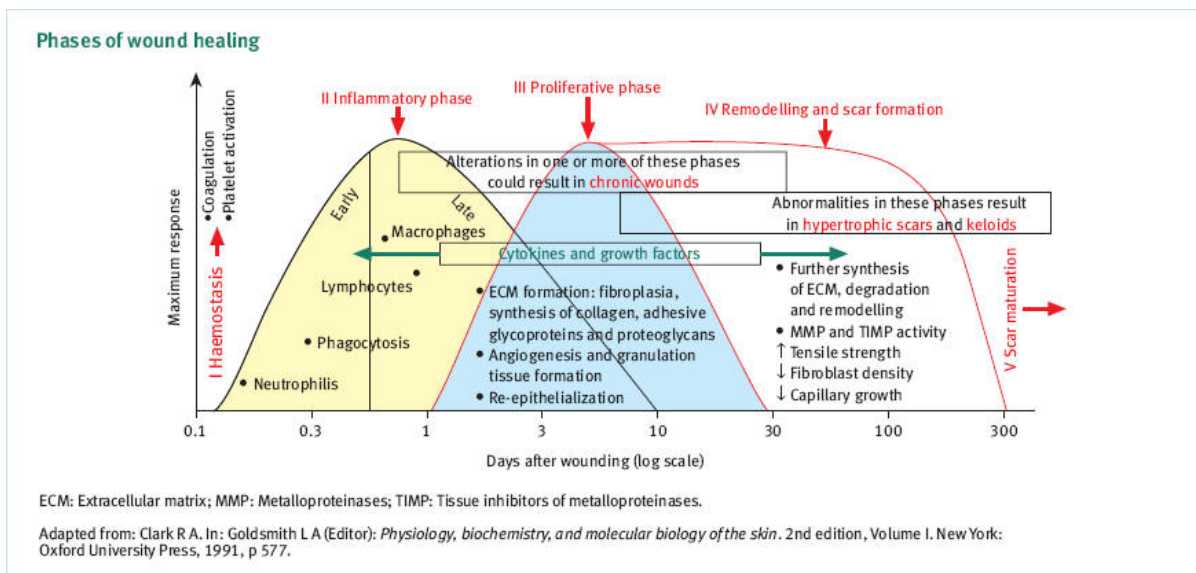 Phases of wound healing
Maximum response
• Coagulation
• Platelet activation
I Haemostasis
II Inflammatory phase
III Proliferative phase
IV Remodelling and scar formation
V Scar maturation
Early
Late
Alterations in one or more of these phases
could result in chronic wounds
Abnormalities in these phases result
in hypertrophic scars and keloids
Cytokines and growth factors
• Macrophages
Lymphocytes •
• Phagocytosis
• Neutrophilis
• ECM formation: fibroplasia,
synthesis of collagen, adhesive
glycoproteins and proteoglycans
• Angiogenesis and granulation
tissue formation
• Re-epithelialization
• Further synthesis
of ECM, degradation
and remodelling
• MMP and TIMP activity
↑ Tensile strength
↓ Fibroblast density
↓ Capillary growth
0.1 0.3 1 3 10 30 100 300
Days after wounding (log scale)
ECM: Extracellular matrix; MMP: Metalloproteinases; TIMP: Tissue inhibitors of metalloproteinases.
Adapted from: Clark R A. In: Goldsmith L A (Editor): Physiology, biochemistry, and molecular biology of the skin. 2nd edition, Volume I. New York:
Oxford University Press, 1991, p 577.